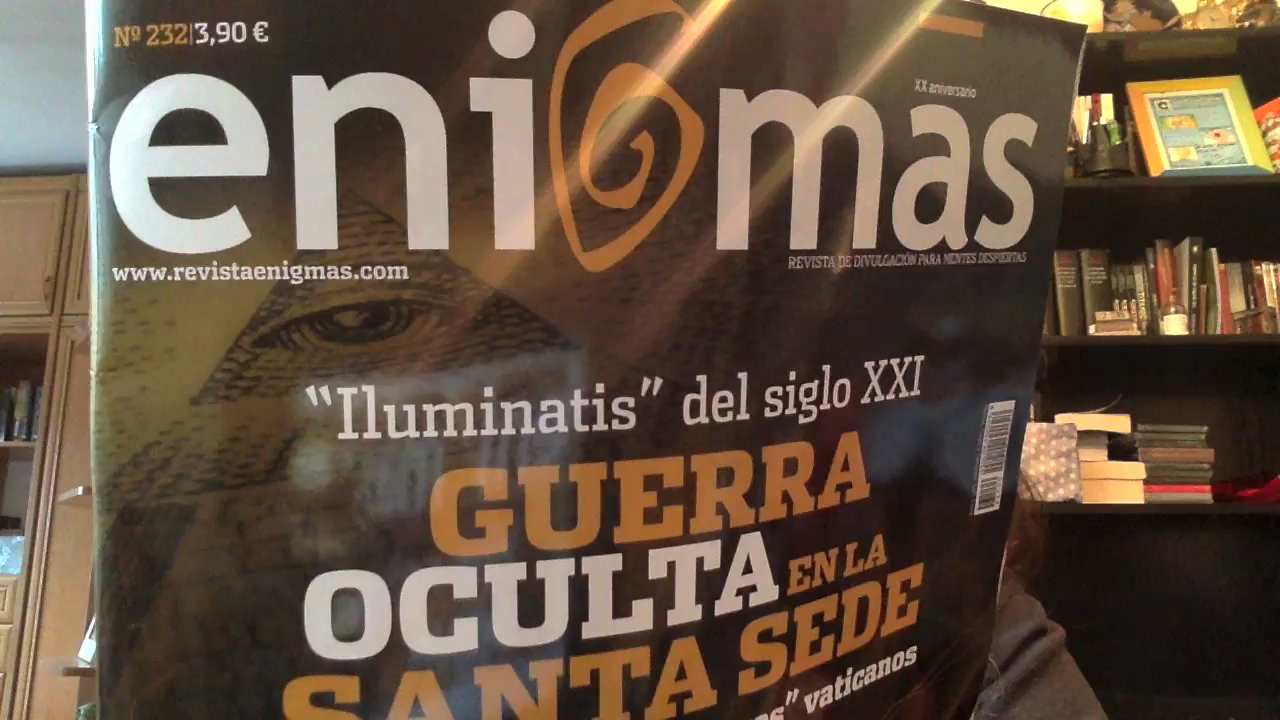 Nº 232|3,90 €
enigmas
XX aniversario
www.revistaenigmas.com
REVISTA DE DIVULGACIÓN PARA MENTES DESPIERTAS
“Iluminatis” del siglo XXI
GUERRA
OCULTA EN LA
SANTA SEDE
” vaticanos